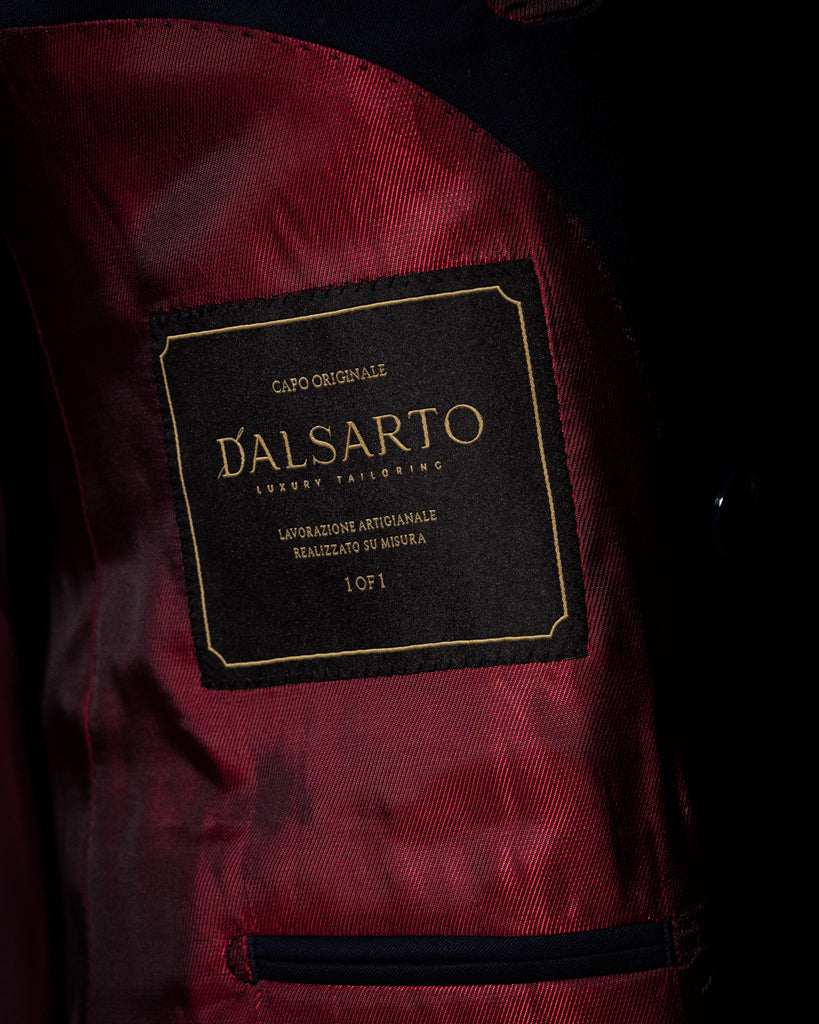 CAPO ORIGINALE
D'ALSARTO
LUXURY TAILORING
LAVORAZIONE ARTIGIANALE
REALIZZATO SU MISURA
1 OF 1